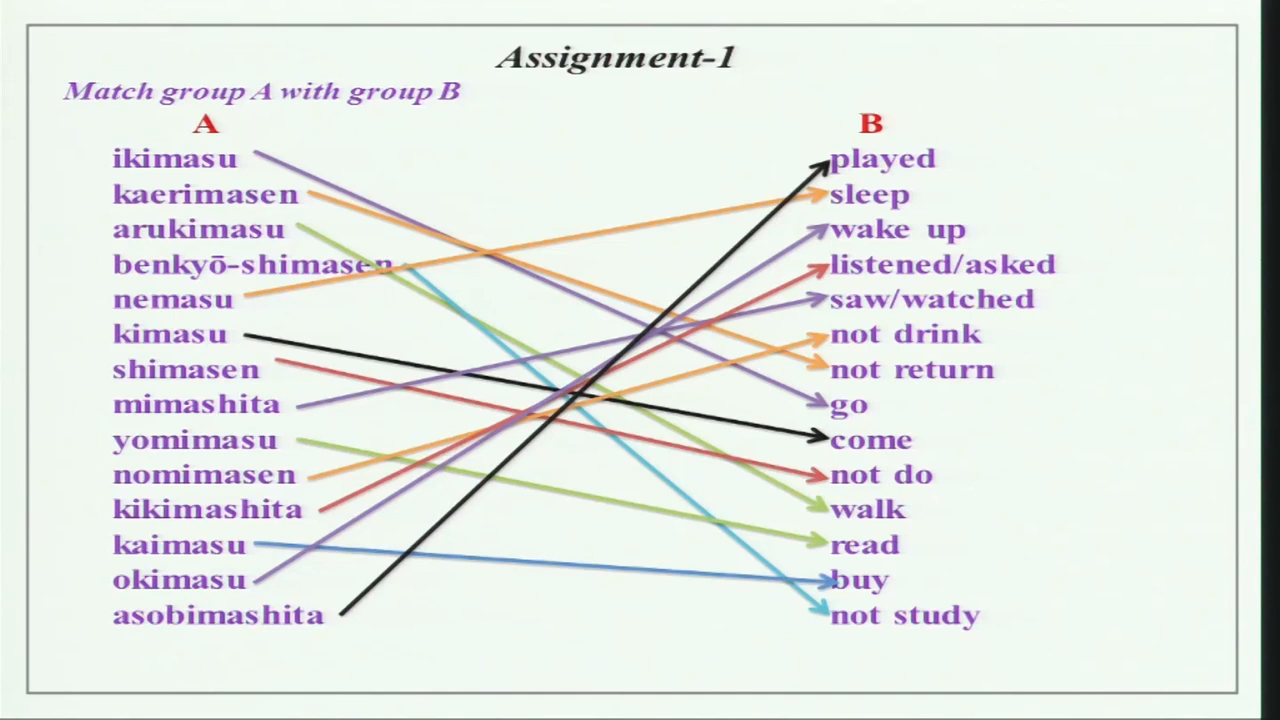 Assignment-1
Match group A with group B
A B
ikimasu played
kaerimasen sleep
arukimasu wake up
benkyō-shimasen listened/asked
nemasu saw/watched
kimasu not drink
shimasen not return
mimashita go
yomimasu come
nomimasen not do
kikimashita walk
kaimasu read
okimasu buy
asobimashita not study